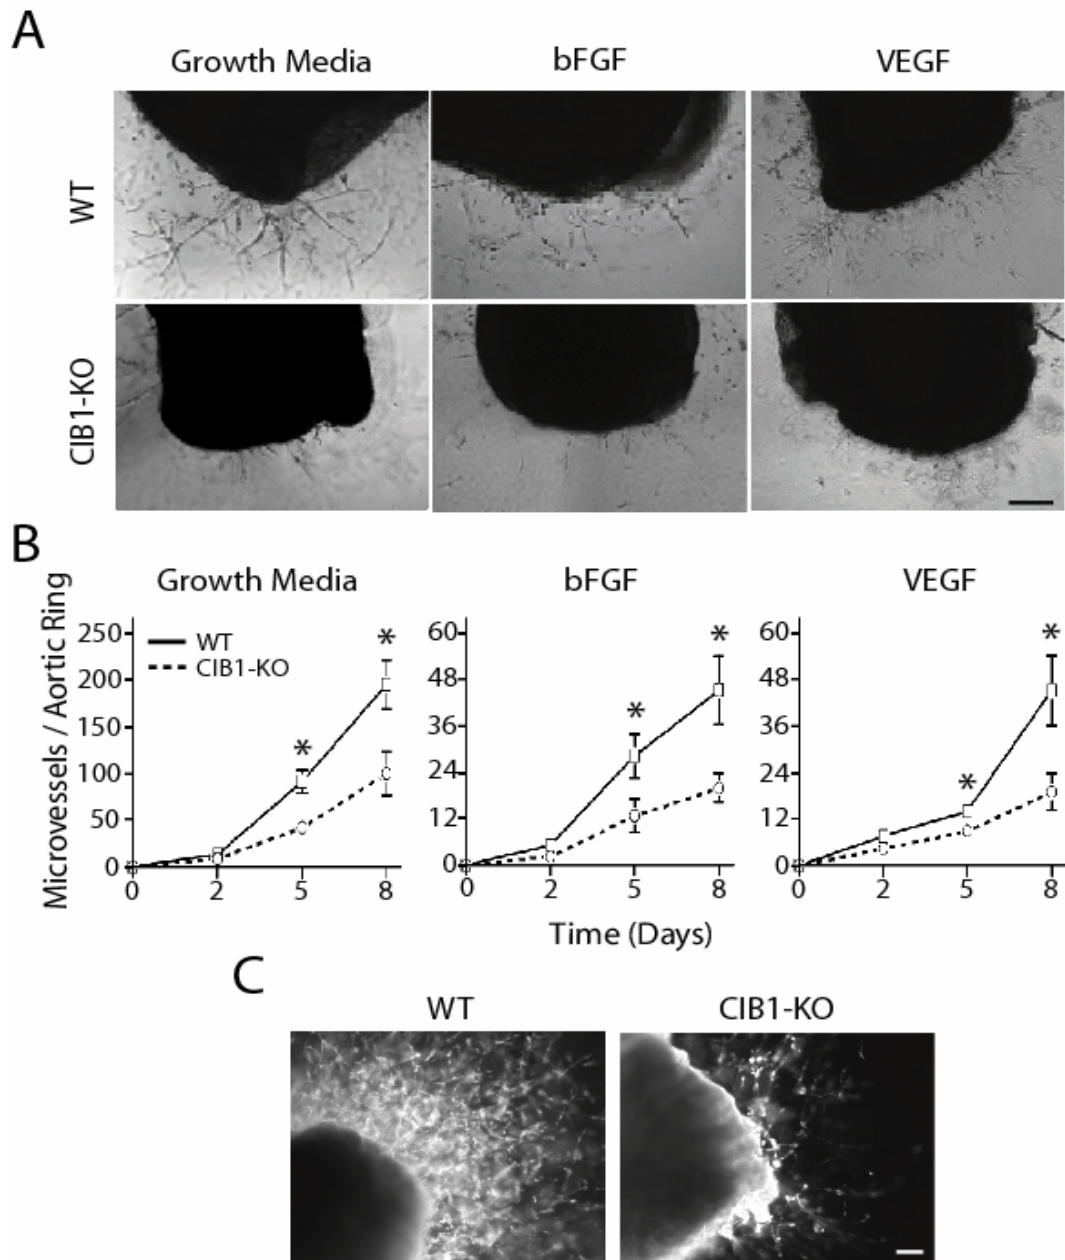 A
Growth Media bFGF VEGF
WT
CIB1-KO
B
Growth Media bFGF VEGF
Microvessels / Aortic Ring
WT
CIB1-KO
250 200 150 100 50 0
0 2 5 8
* *
60 48 36 24 12 0
0 2 5 8
* *
60 48 36 24 12 0
0 2 5 8
* *
Time (Days)
C
WT CIB1-KO